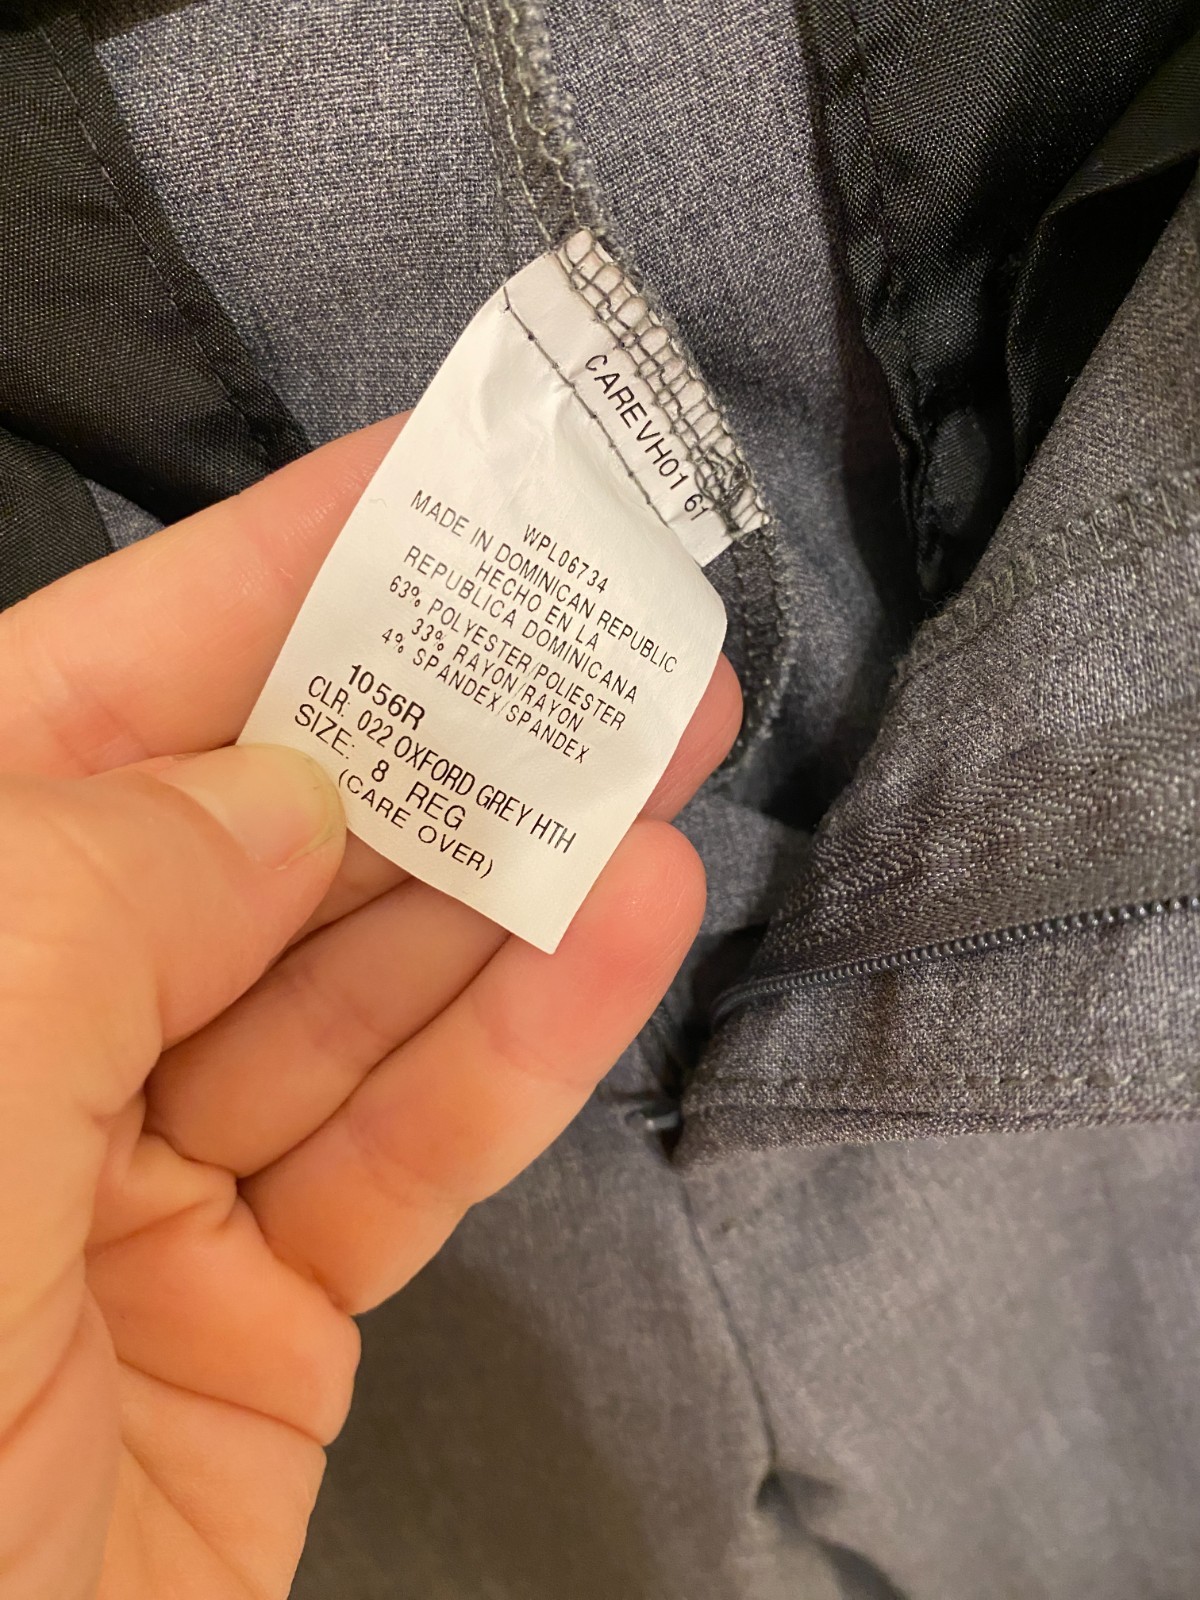 CAREVH01 61
WPL06734
MADE IN DOMINICAN REPUBLIC
HECHO EN LA
REPUBLICA DOMINICANA
63% POLYESTER/POLIESTER
33% RAYON/RAYON
4% SPANDEX/SPANDEX
1056R
CLR. 022 OXFORD GREY HTH
SIZE: 8 REG
(CARE OVER)